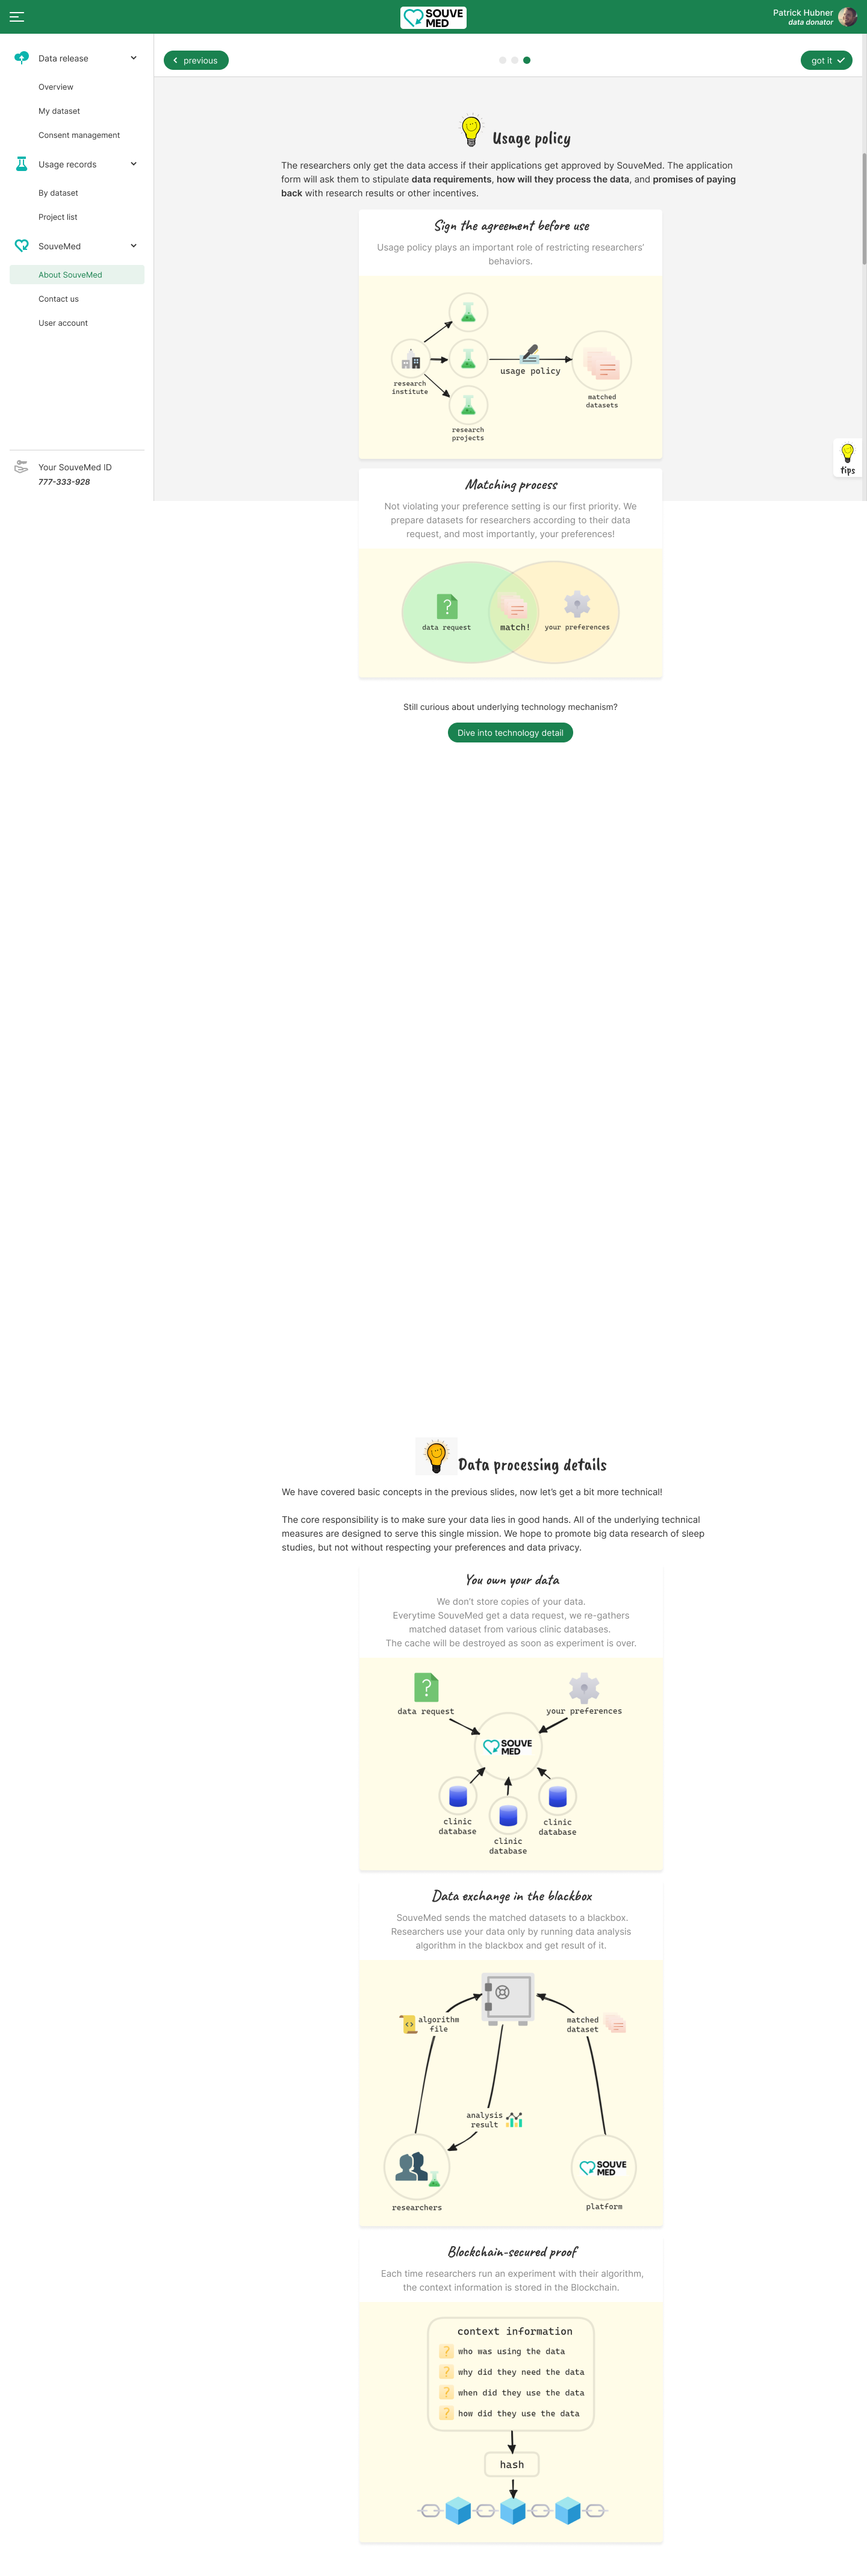 SOUVE
MED
Patrick Hubner
data donator
Data release
Overview
My dataset
Consent management
Usage records
By dataset
Project list
SouveMed
About SouveMed
Contact us
User account
Your SouveMed ID
777-333-928
previous
got it
Usage policy
The researchers only get the data access if their applications get approved by SouveMed. The application
form will ask them to stipulate data requirements, how will they process the data, and promises of paying
back with research results or other incentives.
Sign the agreement before use
Usage policy plays an important role of restricting researchers'
behaviors.
research
institute
research
projects
usage policy
matched
datasets
tips
Matching process
Not violating your preference setting is our first priority. We
prepare datasets for researchers according to their data
request, and most importantly, your preferences!
data request
match!
your preferences
Still curious about underlying technology mechanism?
Dive into technology detail
Data processing details
We have covered basic concepts in the previous slides, now let's get a bit more technical!
The core responsibility is to make sure your data lies in good hands. All of the underlying technical
measures are designed to serve this single mission. We hope to promote big data research of sleep
studies, but not without respecting your preferences and data privacy.
You own your data
We don't store copies of your data.
Everytime SouveMed get a data request, we re-gathers
matched dataset from various clinic databases.
The cache will be destroyed as soon as experiment is over.
data request
your preferences
SOUVE
MED
clinic
database
clinic
database
clinic
database
Data exchange in the blackbox
SouveMed sends the matched datasets to a blackbox.
Researchers use your data only by running data analysis
algorithm in the blackbox and get result of it.
algorithm
file
matched
dataset
analysis
result
researchers
SOUVE
MED
platform
Blockchain-secured proof
Each time researchers run an experiment with their algorithm,
the context information is stored in the Blockchain.
context information
? who was using the data
? why did they need the data
? when did they use the data
? how did they use the data
hash